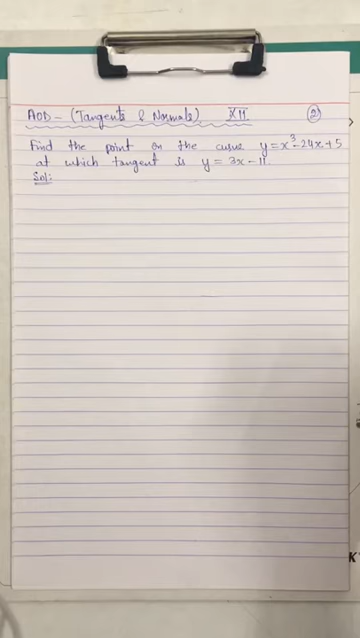 AOD - (Tangents & Normals) XII 2
Find the point on the curve y = x³ - 24x + 5
at which tangent is y = 3x - 11.
Sol:
K